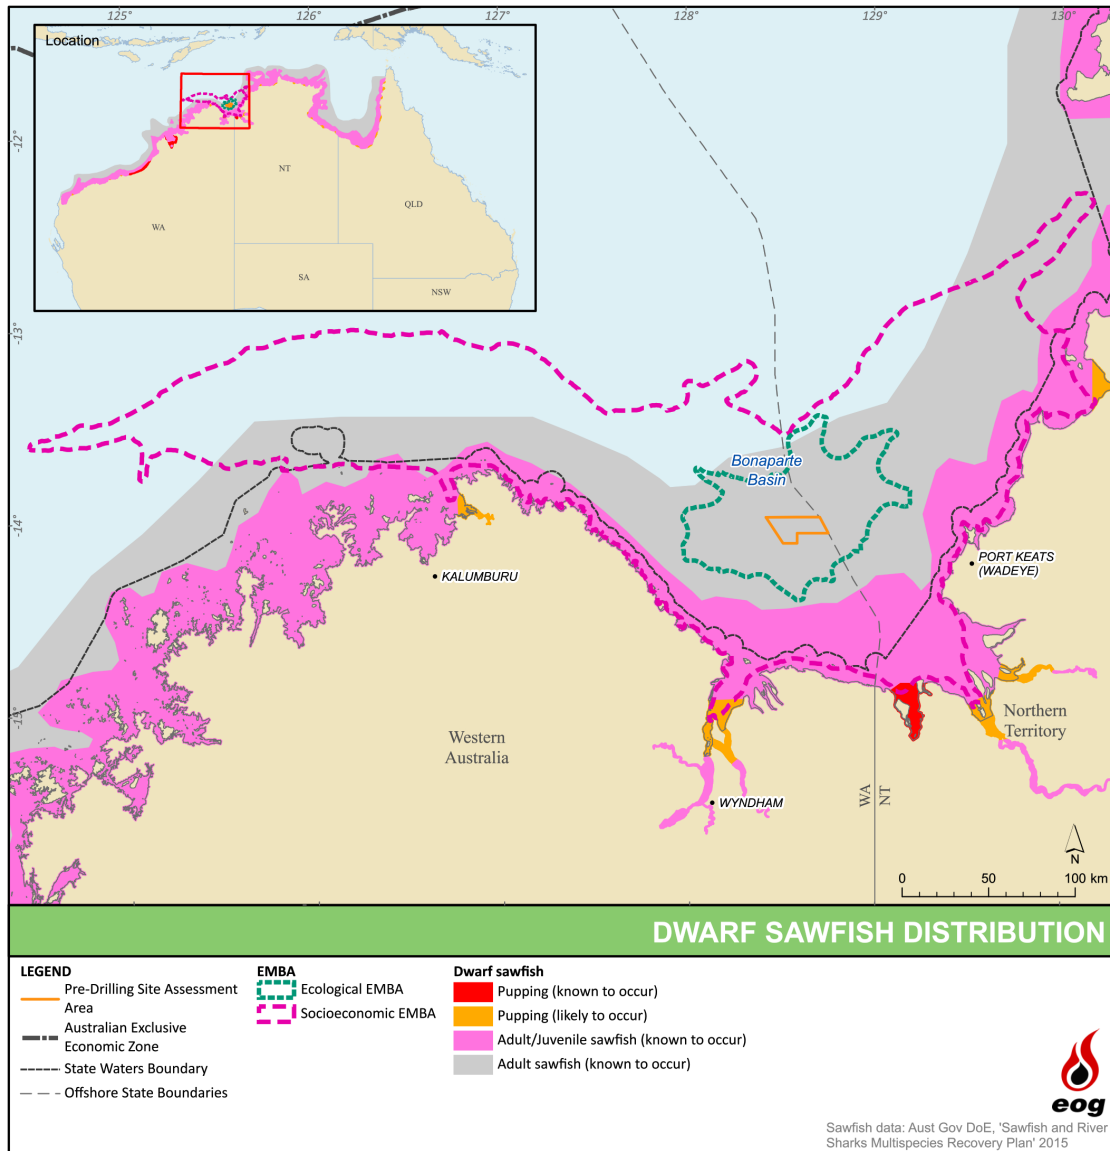 125°
126°
127°
128°
129°
130°
Location
NT
WA
QLD
SA
NSW
-12°
-13°
-14°
-15°
Bonaparte
Basin
KALUMBURU
PORT KEATS
(WADEYE)
Western
Australia
Northern
Territory
WYNDHAM
WA
NT
N
0 50 100 km
DWARF SAWFISH DISTRIBUTION
LEGEND
Pre-Drilling Site Assessment
Area
Australian Exclusive
Economic Zone
State Waters Boundary
Offshore State Boundaries
EMBA
Ecological EMBA
Socioeconomic EMBA
Dwarf sawfish
Pupping (known to occur)
Pupping (likely to occur)
Adult/Juvenile sawfish (known to occur)
Adult sawfish (known to occur)
eog
Sawfish data: Aust Gov DoE, 'Sawfish and River
Sharks Multispecies Recovery Plan' 2015